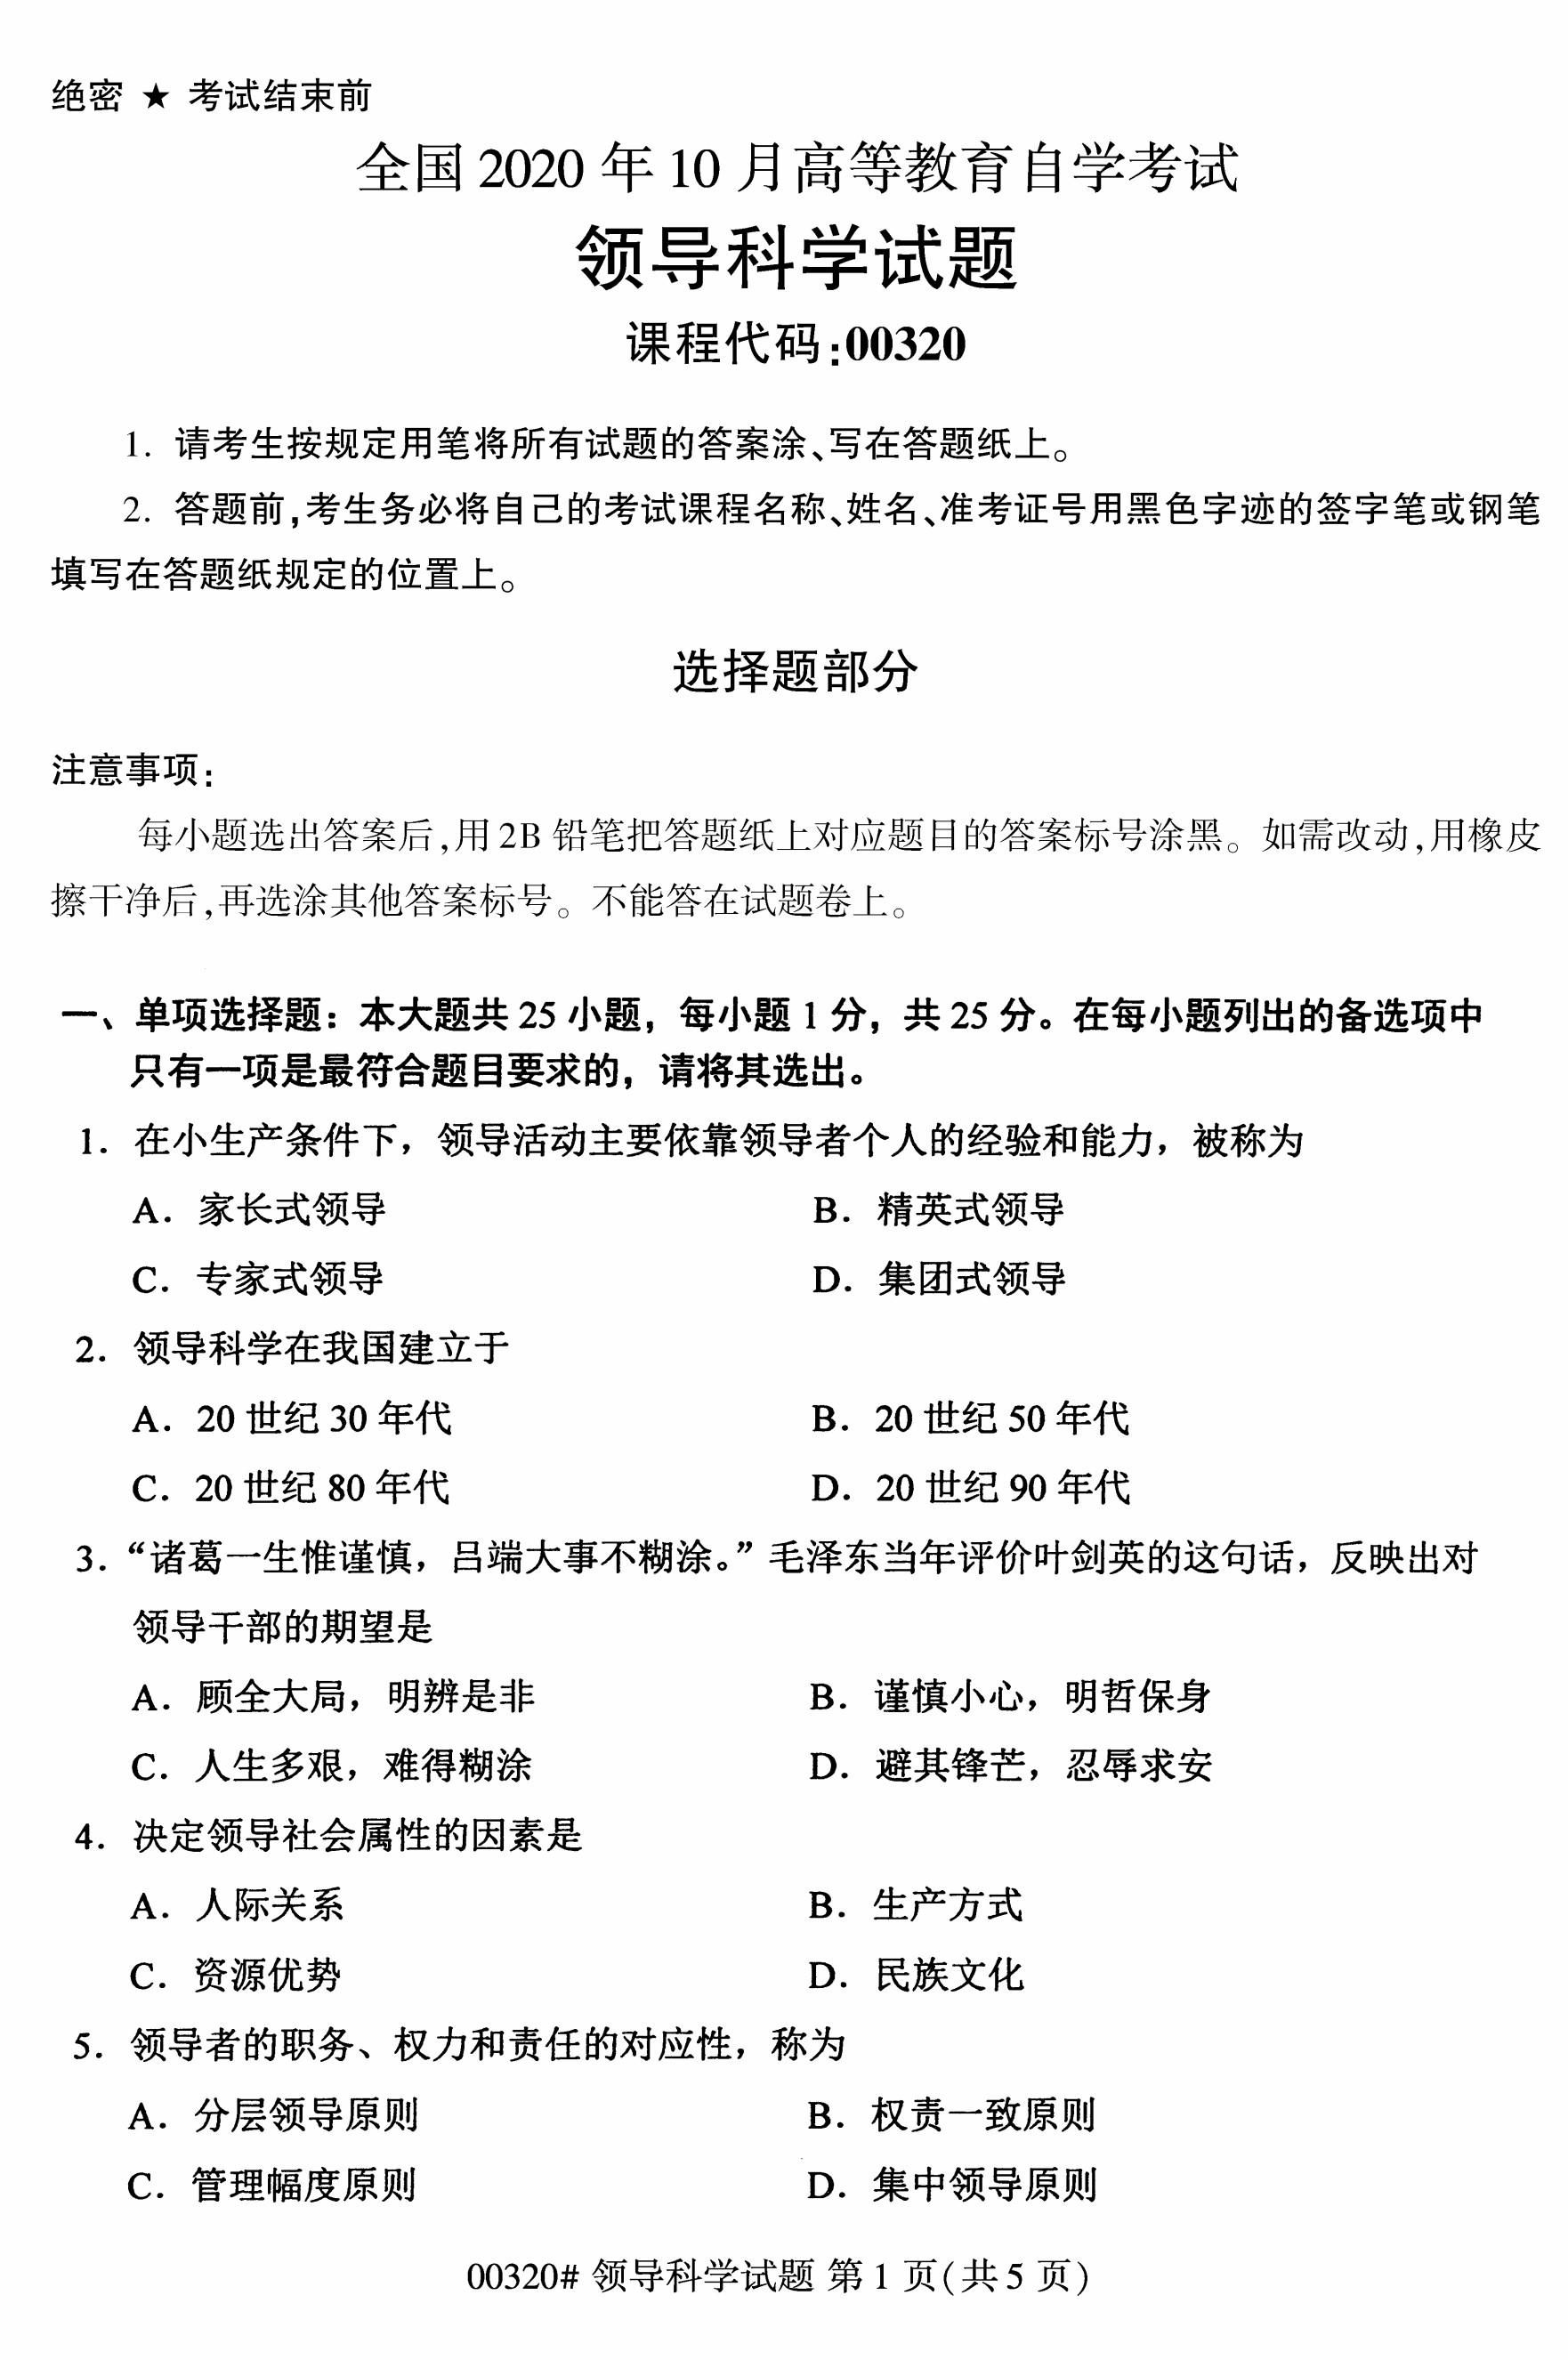 绝密 ★ 考试结束前
全国 2020 年 10 月高等教育自学考试
领导科学试题
课程代码:00320
1. 请考生按规定用笔将所有试题的答案涂、写在答题纸上。
2. 答题前,考生务必将自己的考试课程名称、姓名、准考证号用黑色字迹的签字笔或钢笔
填写在答题纸规定的位置上。
选择题部分
注意事项:
每小题选出答案后,用 2B 铅笔把答题纸上对应题目的答案标号涂黑。如需改动,用橡皮
擦干净后,再选涂其他答案标号。不能答在试题卷上。
一、单项选择题：本大题共 25 小题，每小题 1 分，共 25 分。在每小题列出的备选项中
只有一项是最符合题目要求的，请将其选出。
1. 在小生产条件下，领导活动主要依靠领导者个人的经验和能力，被称为
A. 家长式领导 B. 精英式领导
C. 专家式领导 D. 集团式领导
2. 领导科学在我国建立于
A. 20 世纪 30 年代 B. 20 世纪 50 年代
C. 20 世纪 80 年代 D. 20 世纪 90 年代
3. “诸葛一生惟谨慎，吕端大事不糊涂。”毛泽东当年评价叶剑英的这句话，反映出对
领导干部的期望是
A. 顾全大局，明辨是非 B. 谨慎小心，明哲保身
C. 人生多艰，难得糊涂 D. 避其锋芒，忍辱求安
4. 决定领导社会属性的因素是
A. 人际关系 B. 生产方式
C. 资源优势 D. 民族文化
5. 领导者的职务、权力和责任的对应性，称为
A. 分层领导原则 B. 权责一致原则
C. 管理幅度原则 D. 集中领导原则
00320# 领导科学试题 第 1 页(共 5 页)